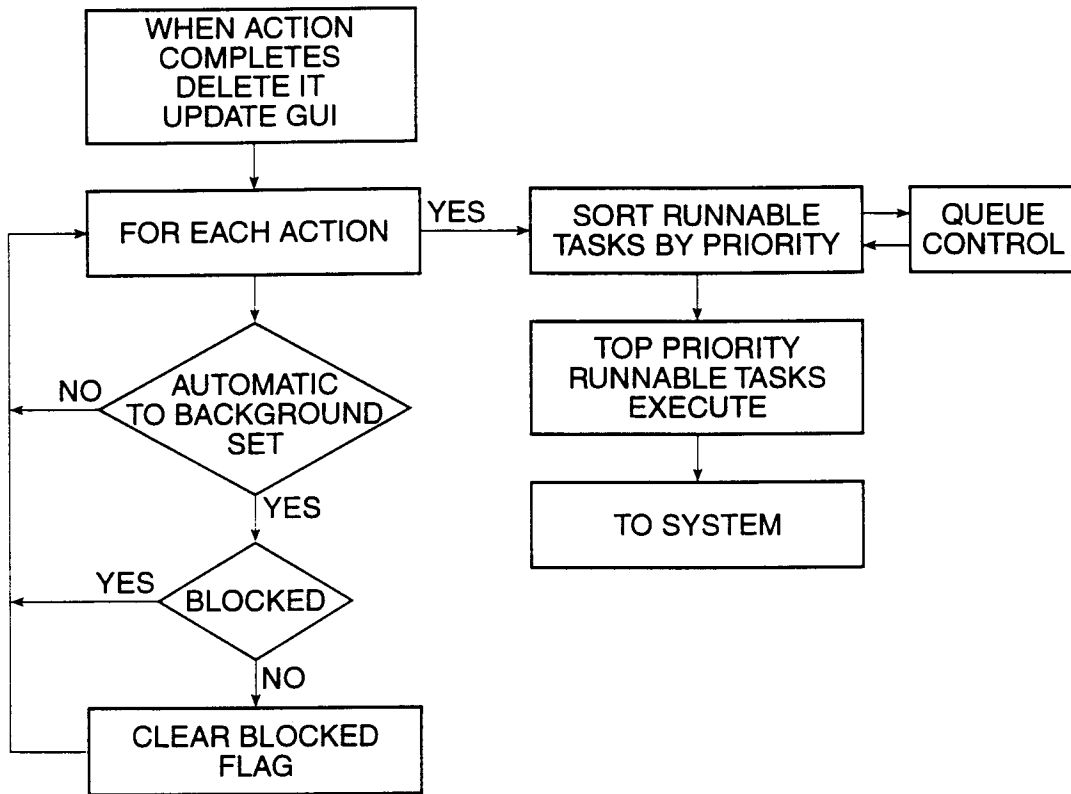 WHEN ACTION
COMPLETES
DELETE IT
UPDATE GUI
FOR EACH ACTION
YES
SORT RUNNABLE
TASKS BY PRIORITY
QUEUE
CONTROL
TOP PRIORITY
RUNNABLE TASKS
EXECUTE
TO SYSTEM
NO
AUTOMATIC
TO BACKGROUND
SET
YES
YES
BLOCKED
NO
CLEAR BLOCKED
FLAG